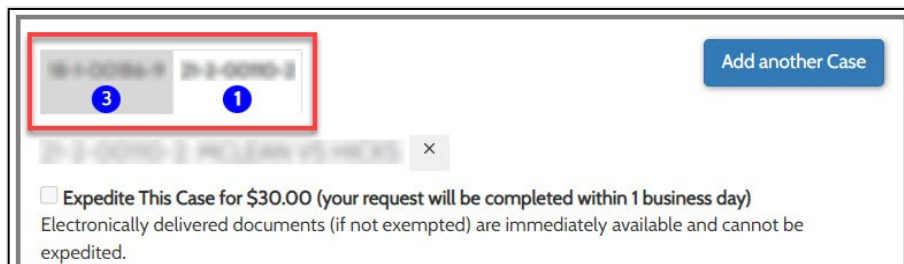 Add another Case
3 1
×
Expedite This Case for $30.00 (your request will be completed within 1 business day)
Electronically delivered documents (if not exempted) are immediately available and cannot be
expedited.